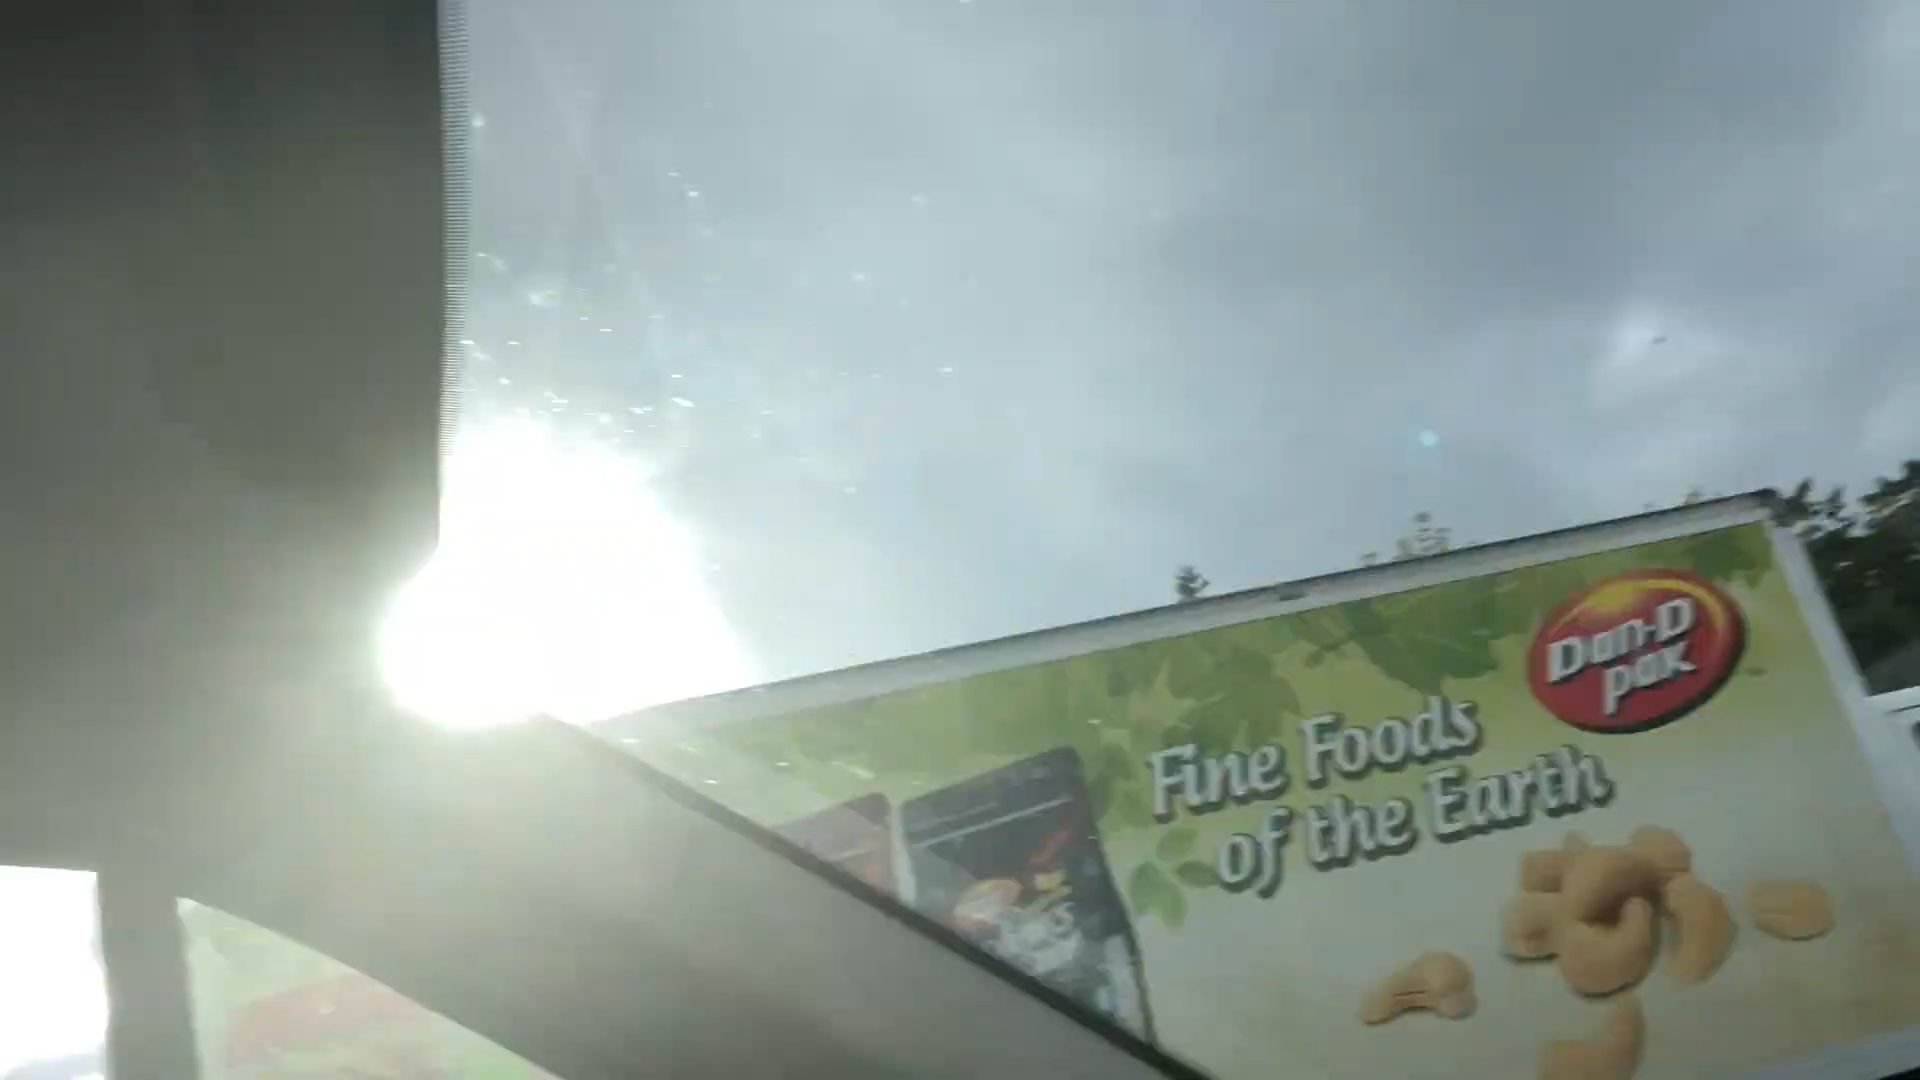 Dan-D
pak
Fine Foods
of the Earth